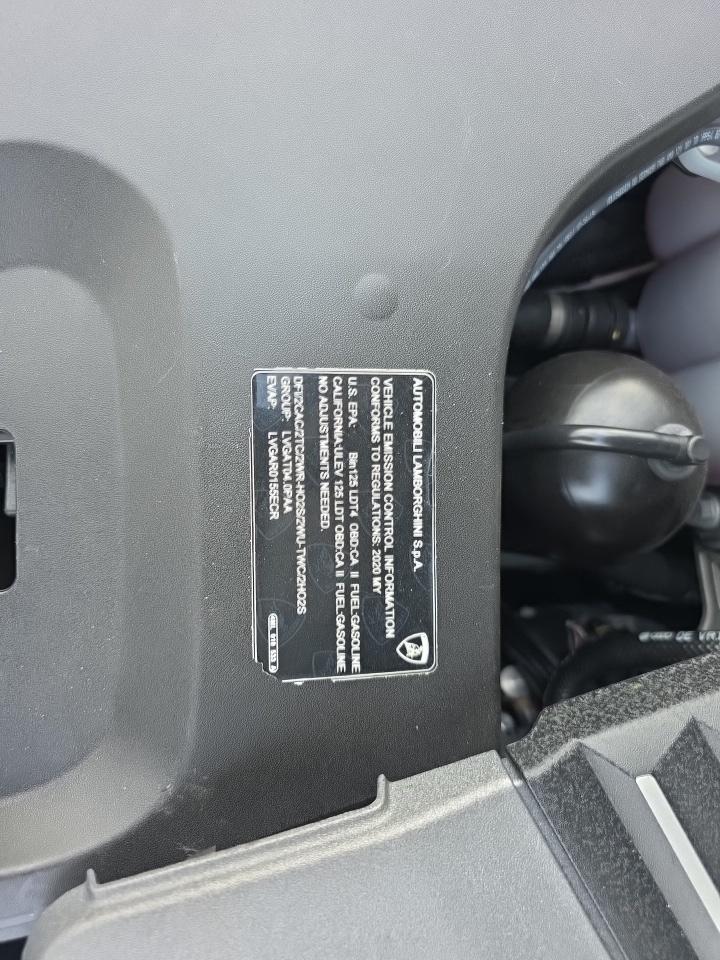 AUTOMOBILI LAMBORGHINI S.p.A.
VEHICLE EMISSION CONTROL INFORMATION
CONFORMS TO REGULATIONS: 2020 MY
U.S. EPA: Bin125 LDT4 OBD:CA II FUEL:GASOLINE
CALIFORNIA:ULEV 125 LDT OBD:CA II FUEL:GASOLINE
NO ADJUSTMENTS NEEDED.
DFI/2CAC/2TC/2WR-HO2S/2WU-TWC/2HO2S
GROUP: LVGAT04.0PAA
EVAP: LVGAR0155ECR